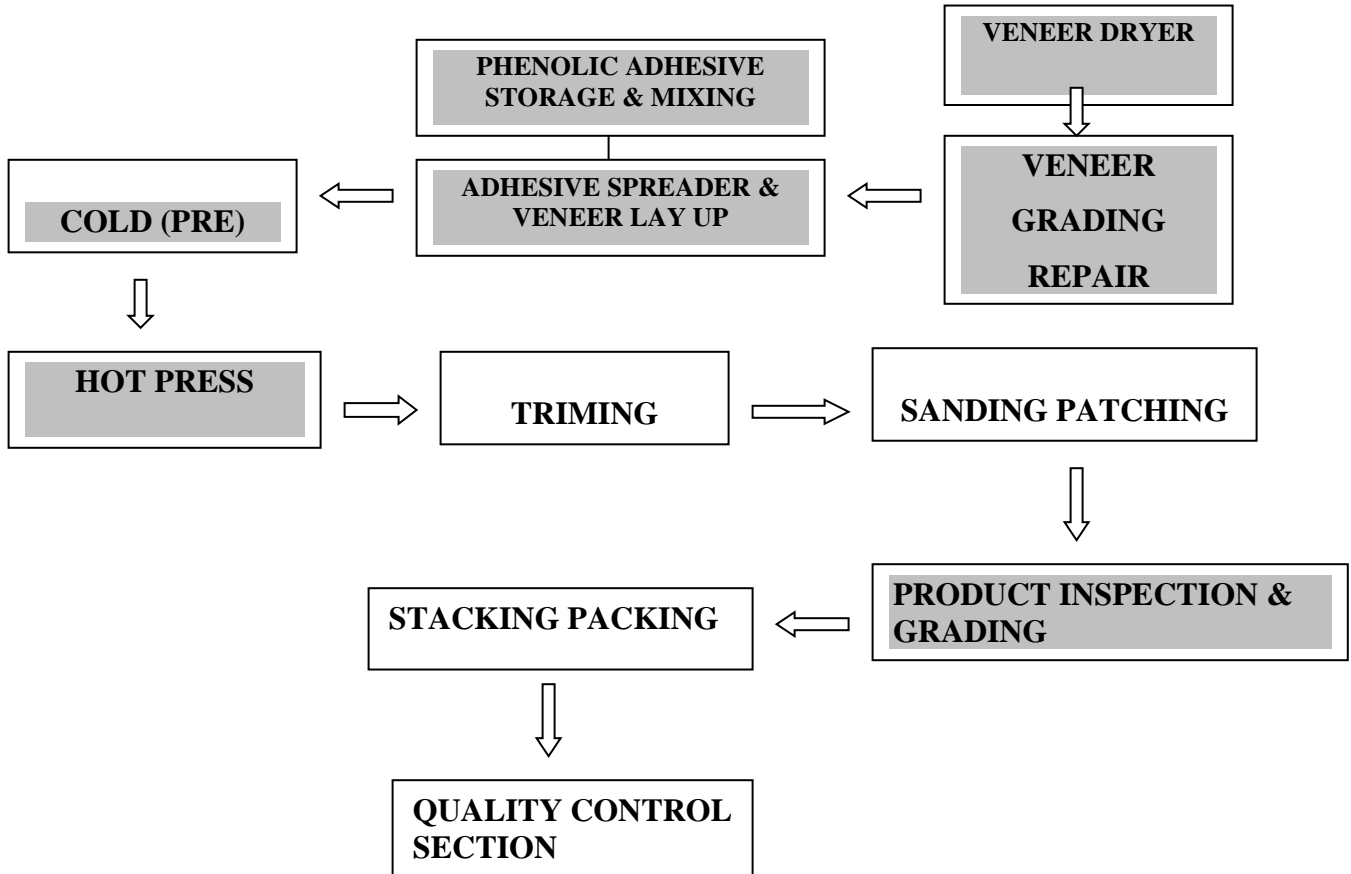 VENEER DRYER
PHENOLIC ADHESIVE
STORAGE & MIXING
VENEER
GRADING
REPAIR
ADHESIVE SPREADER &
VENEER LAY UP
COLD (PRE)
HOT PRESS
TRIMING
SANDING PATCHING
PRODUCT INSPECTION &
GRADING
STACKING PACKING
QUALITY CONTROL
SECTION